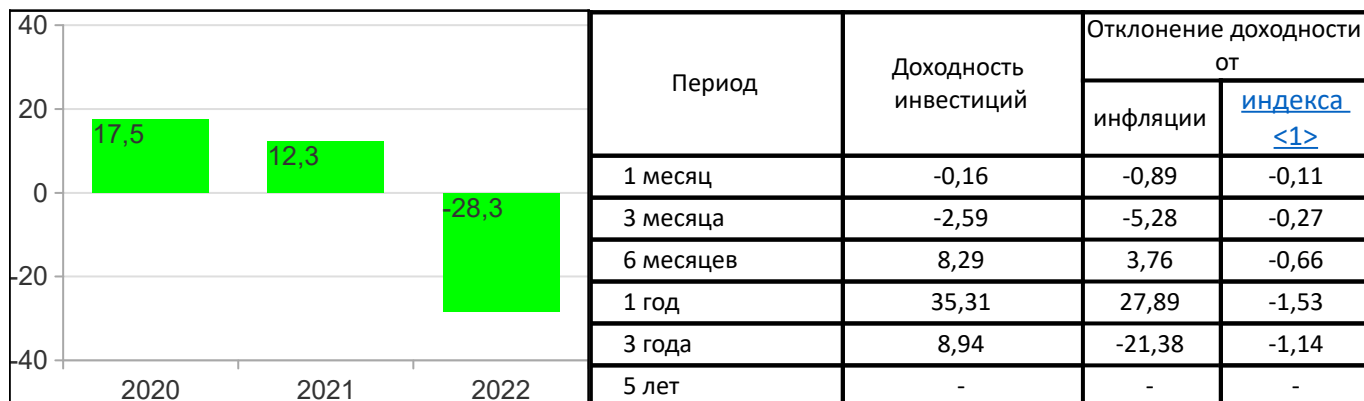 40
20
0
-20
-40
17,5
12,3
-28,3
2020 2021 2022
Период
Доходность
инвестиций
Отклонение доходности
от
инфляции
индекса
<1>
1 месяц -0,16 -0,89 -0,11
3 месяца -2,59 -5,28 -0,27
6 месяцев 8,29 3,76 -0,66
1 год 35,31 27,89 -1,53
3 года 8,94 -21,38 -1,14
5 лет - - -